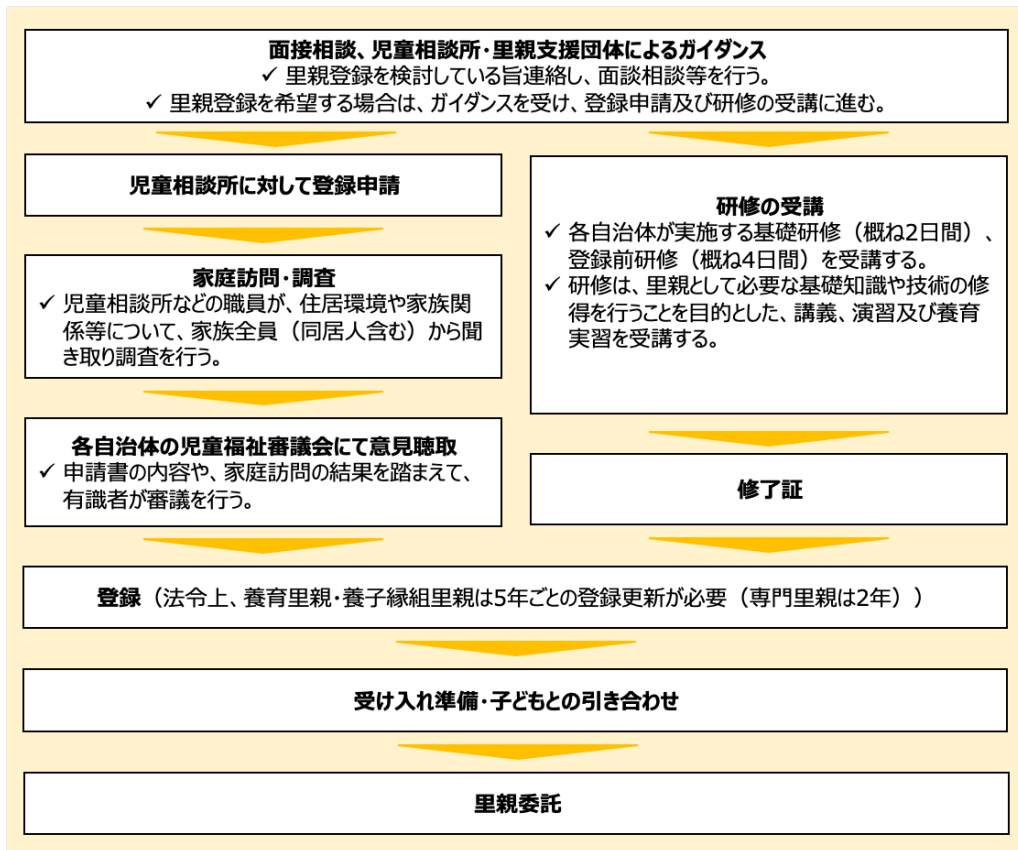 面接相談、児童相談所・里親支援団体によるガイダンス
✓ 里親登録を検討している旨連絡し、面談相談等を行う。
✓ 里親登録を希望する場合は、ガイダンスを受け、登録申請及び研修の受講に進む。
児童相談所に対して登録申請
家庭訪問・調査
✓ 児童相談所などの職員が、住居環境や家族関
係等について、家族全員（同居人含む）から聞
き取り調査を行う。
各自治体の児童福祉審議会にて意見聴取
✓ 申請書の内容や、家庭訪問の結果を踏まえて、
有識者が審議を行う。
研修の受講
✓ 各自治体が実施する基礎研修（概ね2日間）、
登録前研修（概ね4日間）を受講する。
✓ 研修は、里親として必要な基礎知識や技術の修
得を行うことを目的とした、講義、演習及び養育
実習を受講する。
修了証
登録（法令上、養育里親・養子縁組里親は5年ごとの登録更新が必要（専門里親は2年））
受け入れ準備・子どもとの引き合わせ
里親委託